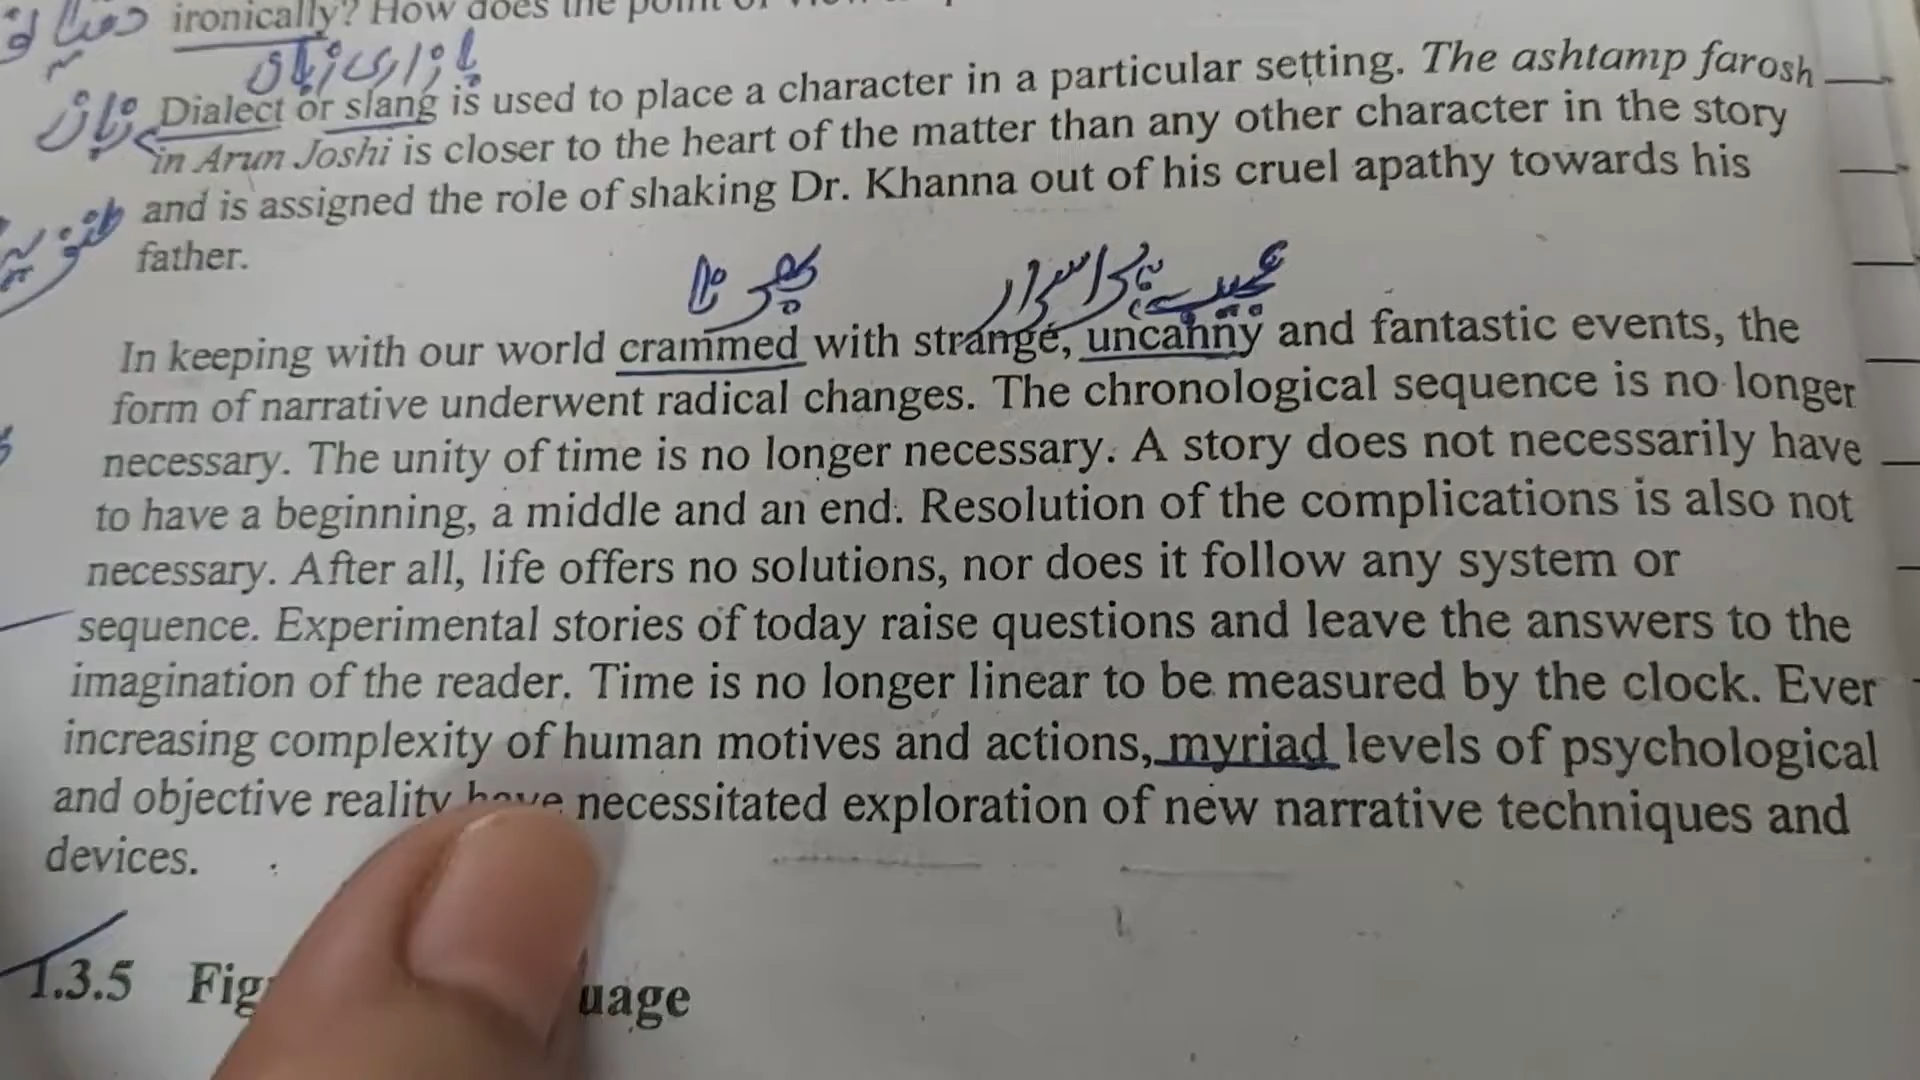 ironically? How does the point of view
بازاری زبان
Dialect or slang is used to place a character in a particular setting. The ashtamp farosh
in Arun Joshi is closer to the heart of the matter than any other character in the story
and is assigned the role of shaking Dr. Khanna out of his cruel apathy towards his
طنزیہ
father.
بھرنا
عجیب پراسرار
In keeping with our world crammed with strange, uncanny and fantastic events, the
form of narrative underwent radical changes. The chronological sequence is no longer
necessary. The unity of time is no longer necessary. A story does not necessarily have
to have a beginning, a middle and an end. Resolution of the complications is also not
necessary. After all, life offers no solutions, nor does it follow any system or
sequence. Experimental stories of today raise questions and leave the answers to the
imagination of the reader. Time is no longer linear to be measured by the clock. Ever
increasing complexity of human motives and actions, myriad levels of psychological
and objective reality have necessitated exploration of new narrative techniques and
devices.
1.3.5 Fig uage